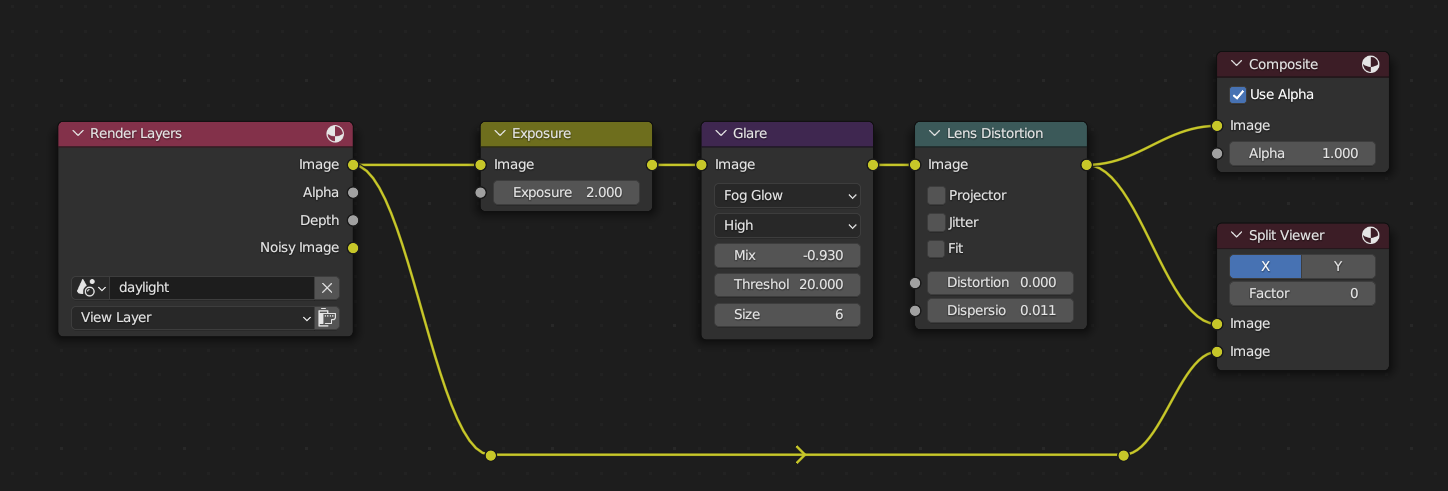 Render Layers
Image
Alpha
Depth
Noisy Image
daylight
View Layer
Exposure
Image
Exposure 2.000
Glare
Image
Fog Glow
High
Mix -0.930
Threshol 20.000
Size 6
Lens Distortion
Image
Projector
Jitter
Fit
Distortion 0.000
Dispersio 0.011
Composite
Use Alpha
Image
Alpha 1.000
Split Viewer
X Y
Factor 0
Image
Image